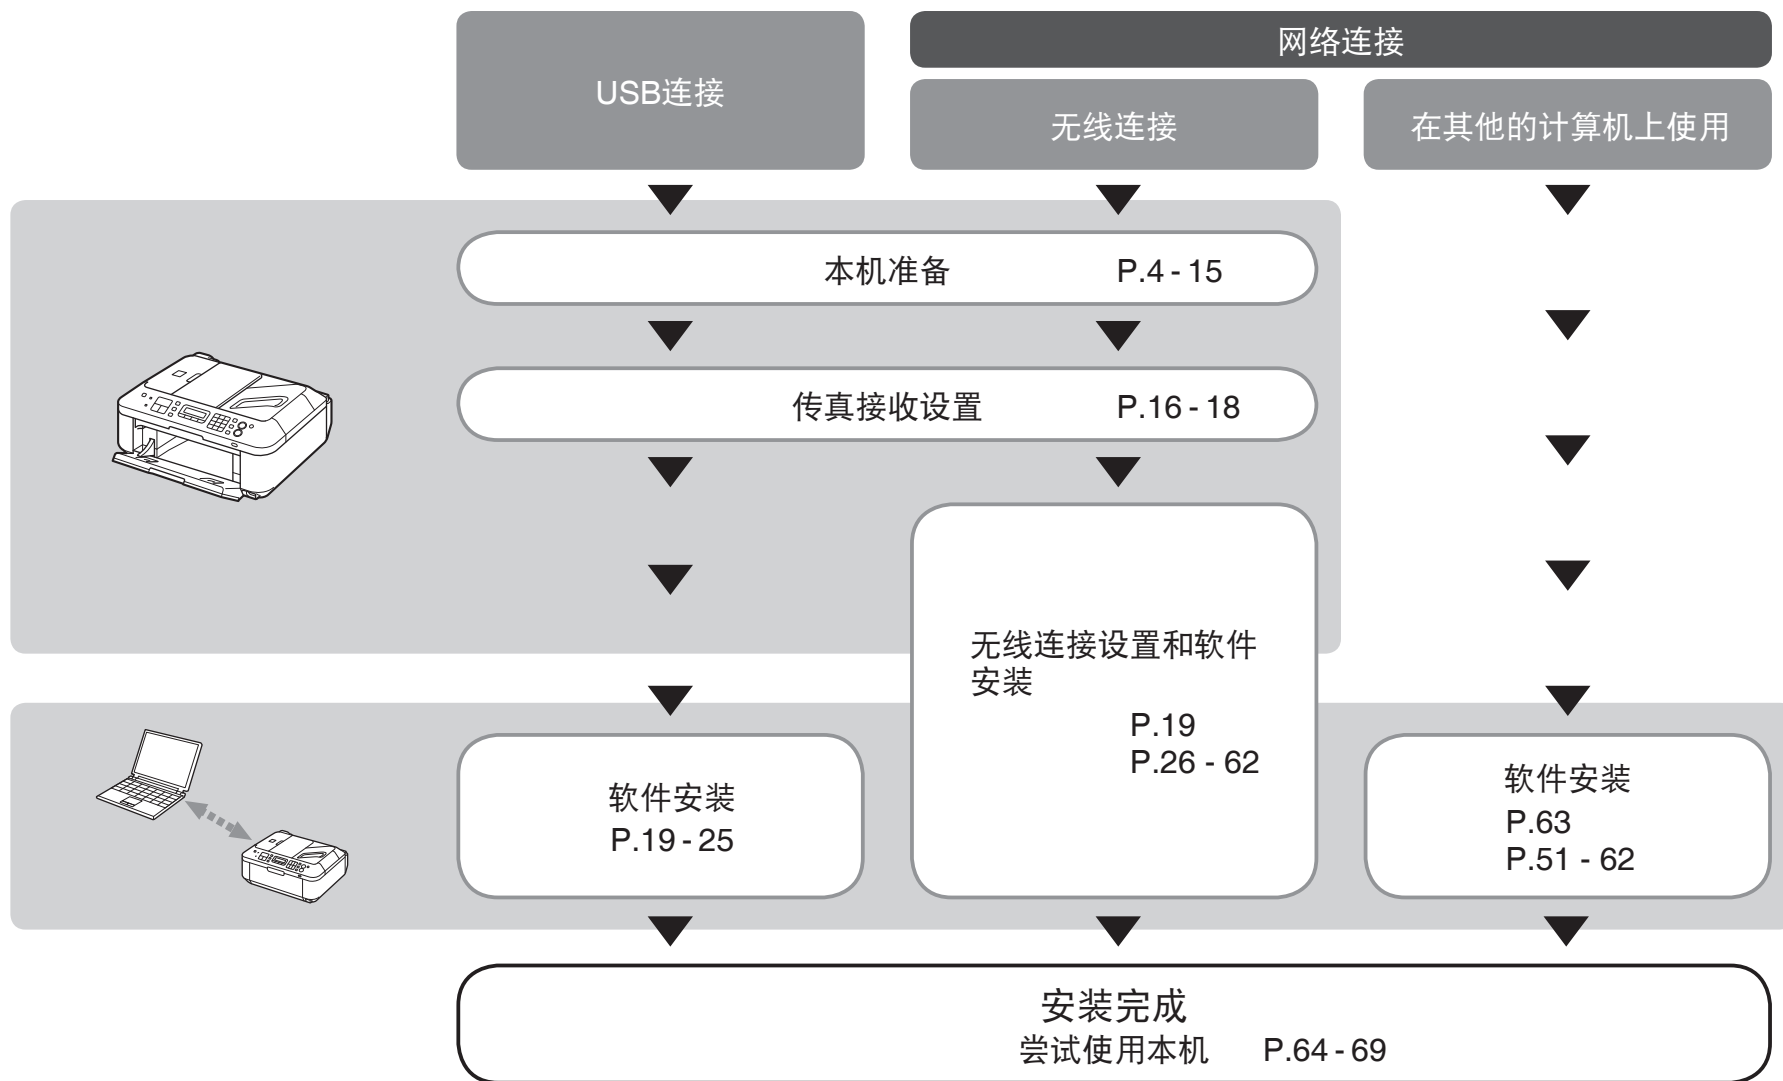 USB连接
网络连接
无线连接
在其他的计算机上使用
本机准备 P.4 - 15
传真接收设置 P.16 - 18
无线连接设置和软件
安装
P.19
P.26 - 62
软件安装
P.19 - 25
软件安装
P.63
P.51 - 62
安装完成
尝试使用本机 P.64 - 69